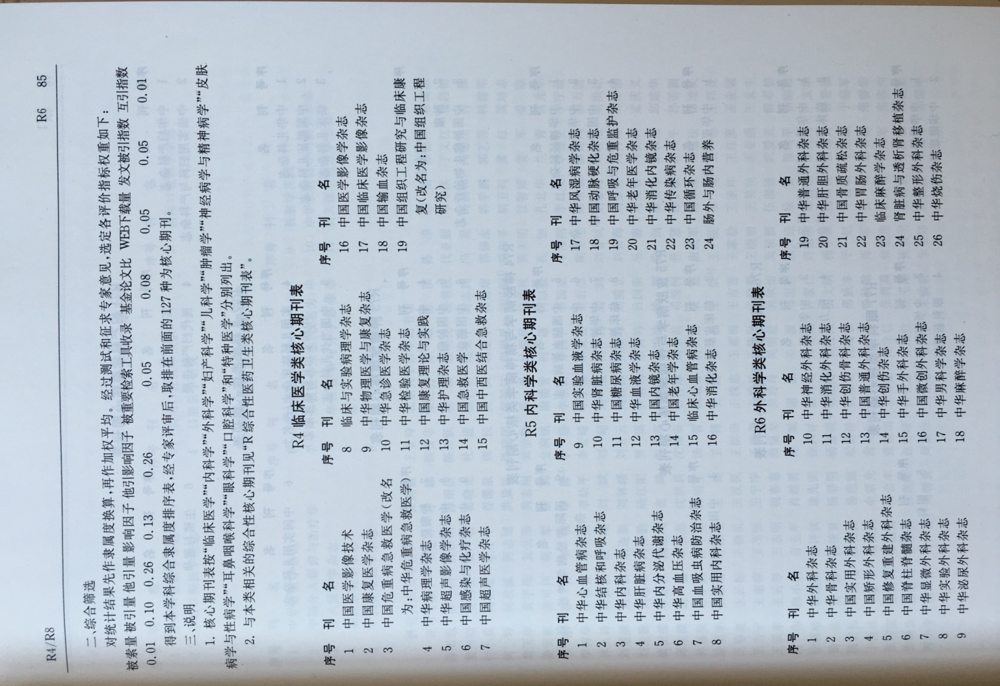 R4/R8
R6 85
二、综合筛选
对统计结果先作隶属度换算，再作加权平均。经过测试和征求专家意见，选定各评价指标权重如下：
被索量 被引量 他引量 影响因子 他引影响因子 被重要检索工具收录 基金论文比 WEB下载量 发文被引指数 互引指数
0.01 0.10 0.26 0.13 0.26 0.05 0.08 0.05 0.05 0.01
得到本学科综合隶属度排序表，经专家评审后，取排在前面的127种为核心期刊。
三、说明
1. 核心期刊表按“临床医学”“内科学”“外科学”“妇产科学”“儿科学”“肿瘤学”“神经病学与精神病学”“皮肤
病学与性病学”“耳鼻咽喉科学”“眼科学”“口腔科学”和“特种医学”分别列出。
2. 与本类相关的综合性核心期刊见“R综合性医药卫生类核心期刊表”。
R4 临床医学类核心期刊表
序号 刊 名
1 中国医学影像技术
2 中国康复医学杂志
3 中国危重病急救医学（改名
为：中华危重病急救医学）
4 中华病理学杂志
5 中华超声影像学杂志
6 中国感染与化疗杂志
7 中国超声医学杂志
序号 刊 名
8 临床与实验病理学杂志
9 中华物理医学与康复杂志
10 中华急诊医学杂志
11 中华检验医学杂志
12 中国康复理论与实践
13 中华护理杂志
14 中国急救医学
15 中国中西医结合急救杂志
序号 刊 名
16 中国医学影像学杂志
17 中国临床医学影像杂志
18 中国输血杂志
19 中国组织工程研究与临床康
复（改名为：中国组织工程
研究）
R5 内科学类核心期刊表
序号 刊 名
1 中华心血管病杂志
2 中华结核和呼吸杂志
3 中华内科杂志
4 中华肝脏病杂志
5 中华内分泌代谢杂志
6 中华高血压杂志
7 中国血吸虫病防治杂志
8 中国实用内科杂志
序号 刊 名
9 中国实验血液学杂志
10 中华肾脏病杂志
11 中国糖尿病杂志
12 中华血液学杂志
13 中国内镜杂志
14 中国老年学杂志
15 临床心血管病杂志
16 中华消化杂志
序号 刊 名
17 中华风湿病学杂志
18 中国动脉硬化杂志
19 中国呼吸与危重监护杂志
20 中华老年医学杂志
21 中华消化内镜杂志
22 中华传染病杂志
23 中国循环杂志
24 肠外与肠内营养
R6 外科学类核心期刊表
序号 刊 名
1 中华外科杂志
2 中华骨科杂志
3 中国实用外科杂志
4 中国矫形外科杂志
5 中国修复重建外科杂志
6 中国脊柱脊髓杂志
7 中华显微外科杂志
8 中华实验外科杂志
9 中华泌尿外科杂志
序号 刊 名
10 中华神经外科杂志
11 中华消化外科杂志
12 中华创伤骨科杂志
13 中国普通外科杂志
14 中华创伤杂志
15 中华手外科杂志
16 中国微创外科杂志
17 中华男科学杂志
18 中华麻醉学杂志
序号 刊 名
19 中华普通外科杂志
20 中华肝胆外科杂志
21 中国骨质疏松杂志
22 中华胃肠外科杂志
23 临床麻醉学杂志
24 肾脏病与透析肾移植杂志
25 中华整形外科杂志
26 中华烧伤杂志